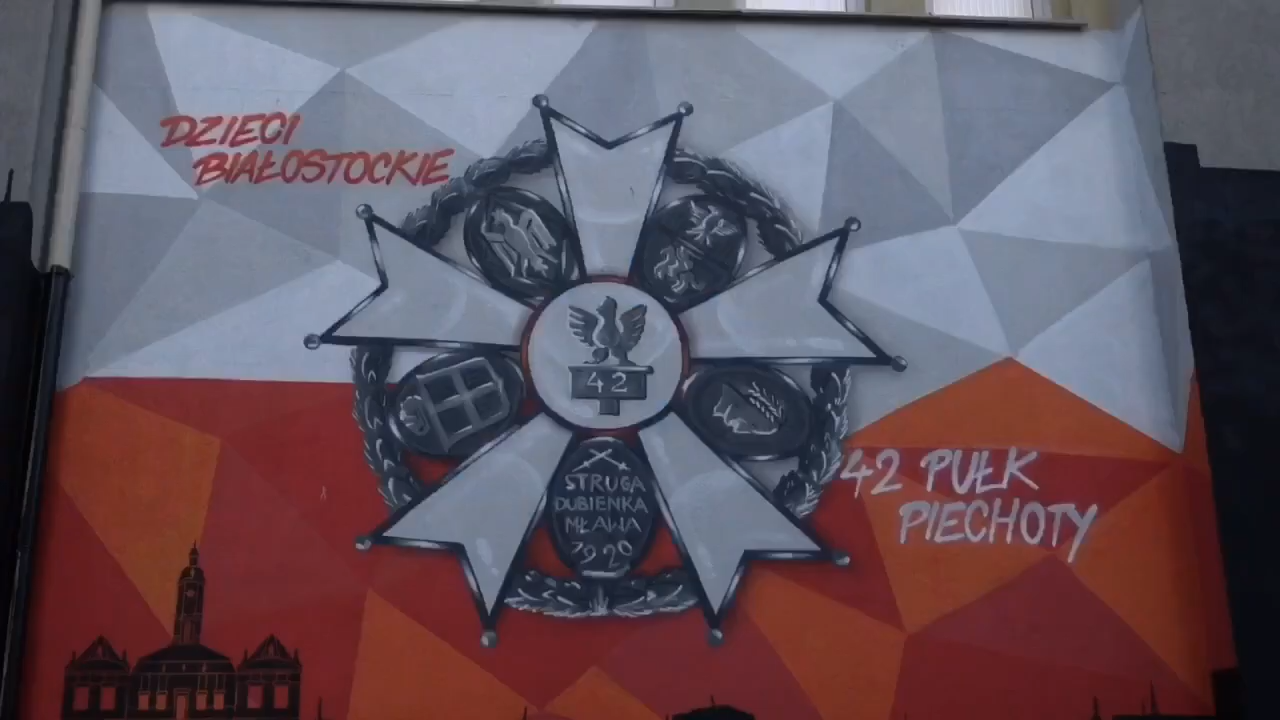 DZIECI
BIAŁOSTOCKIE
42
STRUGA
DUBIENKA
MŁAWA
1920
42 PUŁK
PIECHOTY